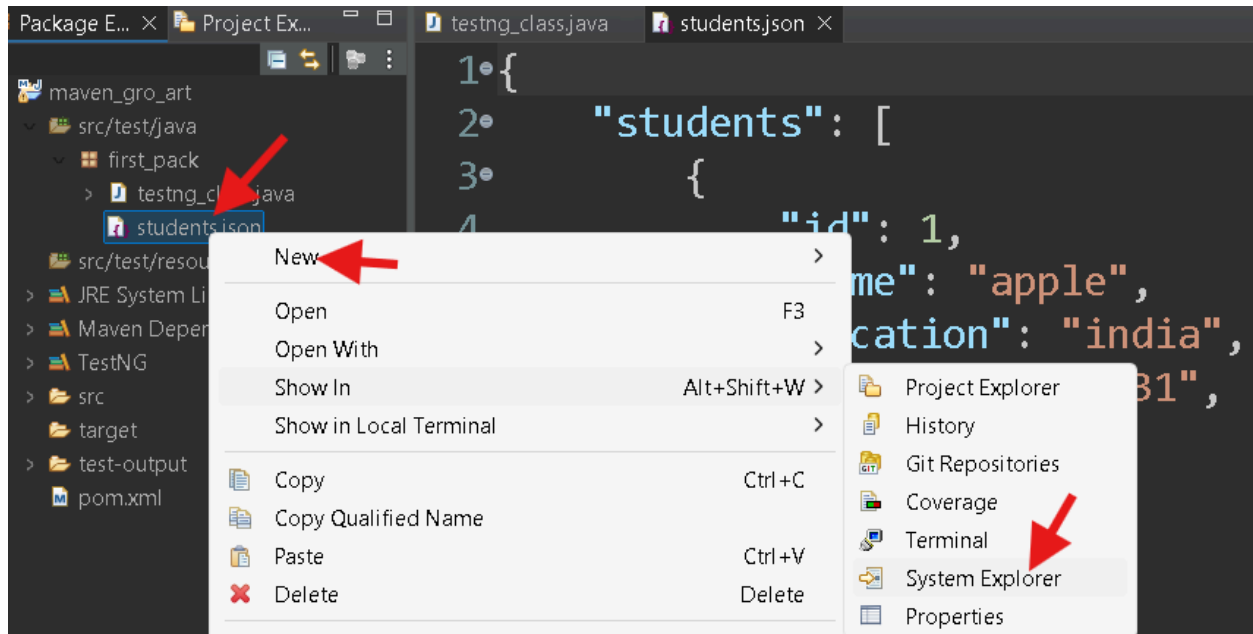 Package E...
Project Ex...
testng_class.java
students.json
maven_gro_art
src/test/java
first_pack
testng_cl java
students.json
src/test/resou
JRE System Li
Maven Deper
TestNG
src
target
test-output
pom.xml
1 {
2 "students": [
3 {
4 "id": 1,
me": "apple",
cation": "india",
31",
New
Open F3
Open With
Show In Alt+Shift+W
Show in Local Terminal
Copy Ctrl+C
Copy Qualified Name
Paste Ctrl+V
Delete Delete
Project Explorer
History
GIT Git Repositories
Coverage
Terminal
System Explorer
Properties